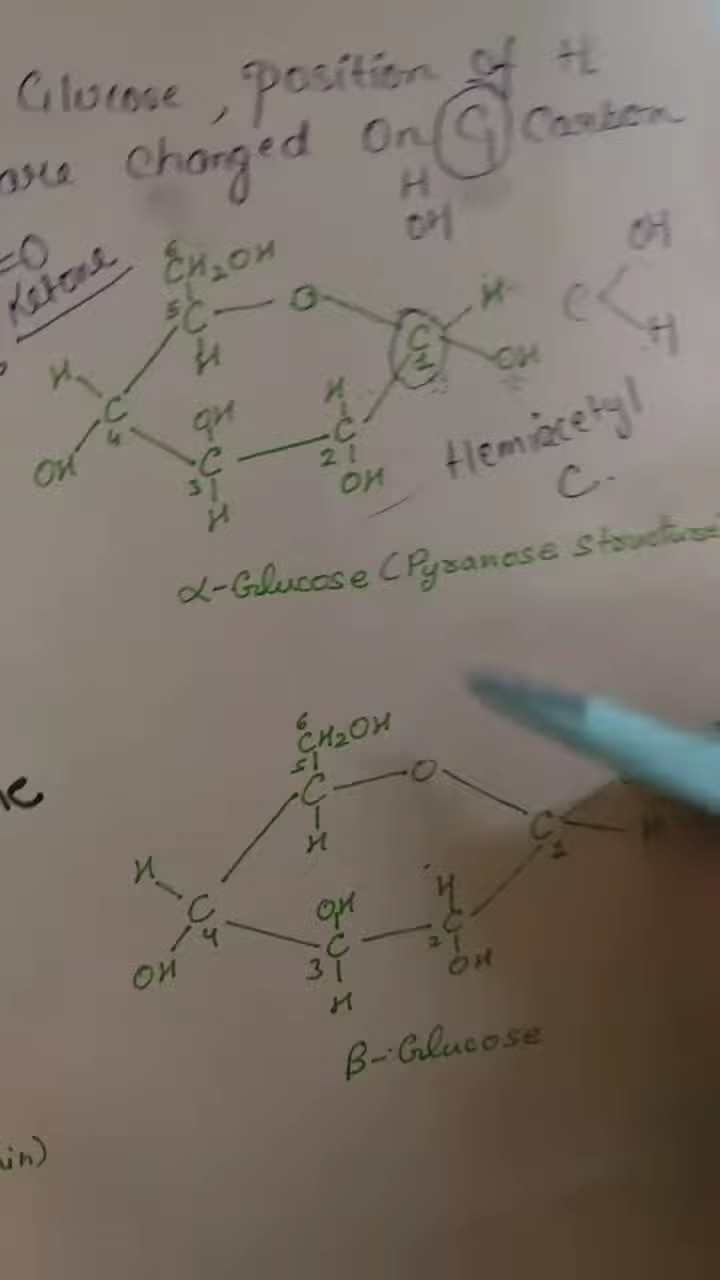 Glucose, position of H
are changed On C1 Carbon
H
OH
=O
Ketone
6
CH2OH
5C O
H
H
C 1
OH
C
OH
H
H
C
4
OH
OH
C
3
H
H
C
2
OH
Hemiacetyl
C.
α-Glucose (Pyranose Structure
6
CH2OH
5
C O
H
C 1
H
H
C
4
OH
OH
C
3
H
H
C
2
OH
β-Glucose
in)